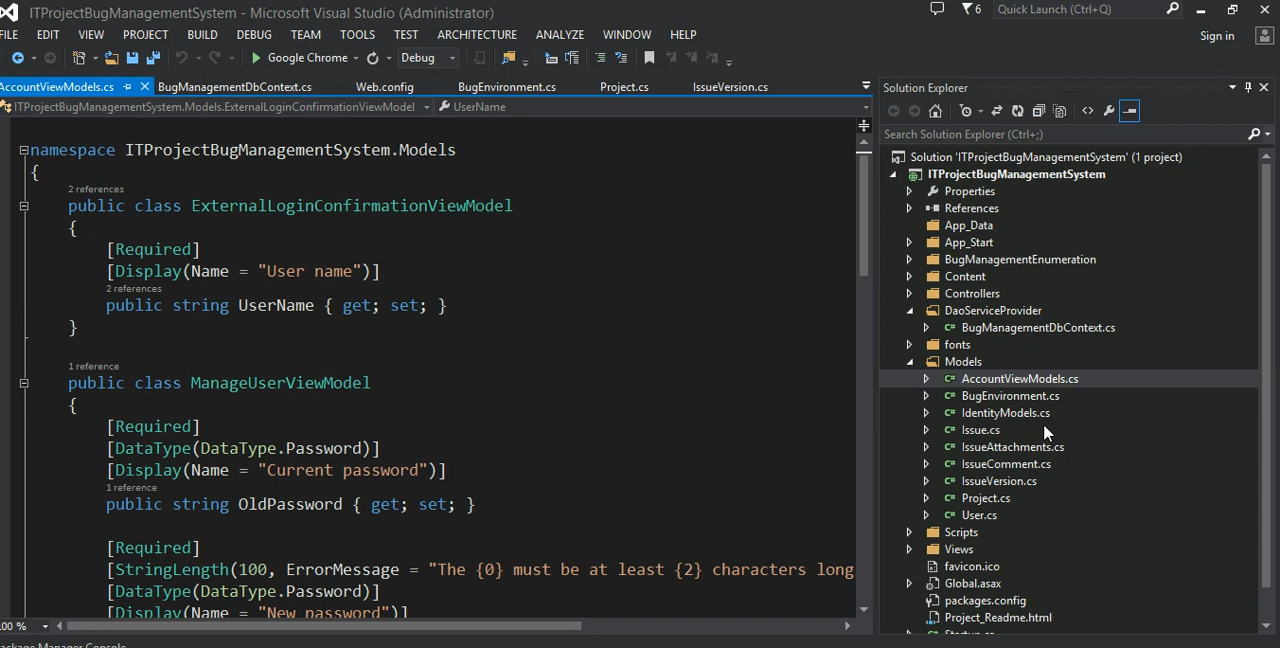 ITProjectBugManagementSystem - Microsoft Visual Studio (Administrator)
6
Quick Launch (Ctrl+Q)
FILE EDIT VIEW PROJECT BUILD DEBUG TEAM TOOLS TEST ARCHITECTURE ANALYZE WINDOW HELP
Sign in
Google Chrome
Debug
AccountViewModels.cs BugManagementDbContext.cs Web.config BugEnvironment.cs Project.cs IssueVersion.cs
ITProjectBugManagementSystem.Models.ExternalLoginConfirmationViewModel UserName
namespace ITProjectBugManagementSystem.Models
{
2 references
public class ExternalLoginConfirmationViewModel
{
[Required]
[Display(Name = "User name")]
2 references
public string UserName { get; set; }
}
1 reference
public class ManageUserViewModel
{
[Required]
[DataType(DataType.Password)]
[Display(Name = "Current password")]
1 reference
public string OldPassword { get; set; }
[Required]
[StringLength(100, ErrorMessage = "The {0} must be at least {2} characters long
[DataType(DataType.Password)]
[Display(Name = "New password")]
00 %
Package Manager Console
Solution Explorer
Search Solution Explorer (Ctrl+;)
Solution 'ITProjectBugManagementSystem' (1 project)
ITProjectBugManagementSystem
Properties
References
App_Data
App_Start
BugManagementEnumeration
Content
Controllers
DaoServiceProvider
C# BugManagementDbContext.cs
fonts
Models
C# AccountViewModels.cs
C# BugEnvironment.cs
C# IdentityModels.cs
C# Issue.cs
C# IssueAttachments.cs
C# IssueComment.cs
C# IssueVersion.cs
C# Project.cs
C# User.cs
Scripts
Views
favicon.ico
Global.asax
packages.config
Project_Readme.html
C# Startup.cs